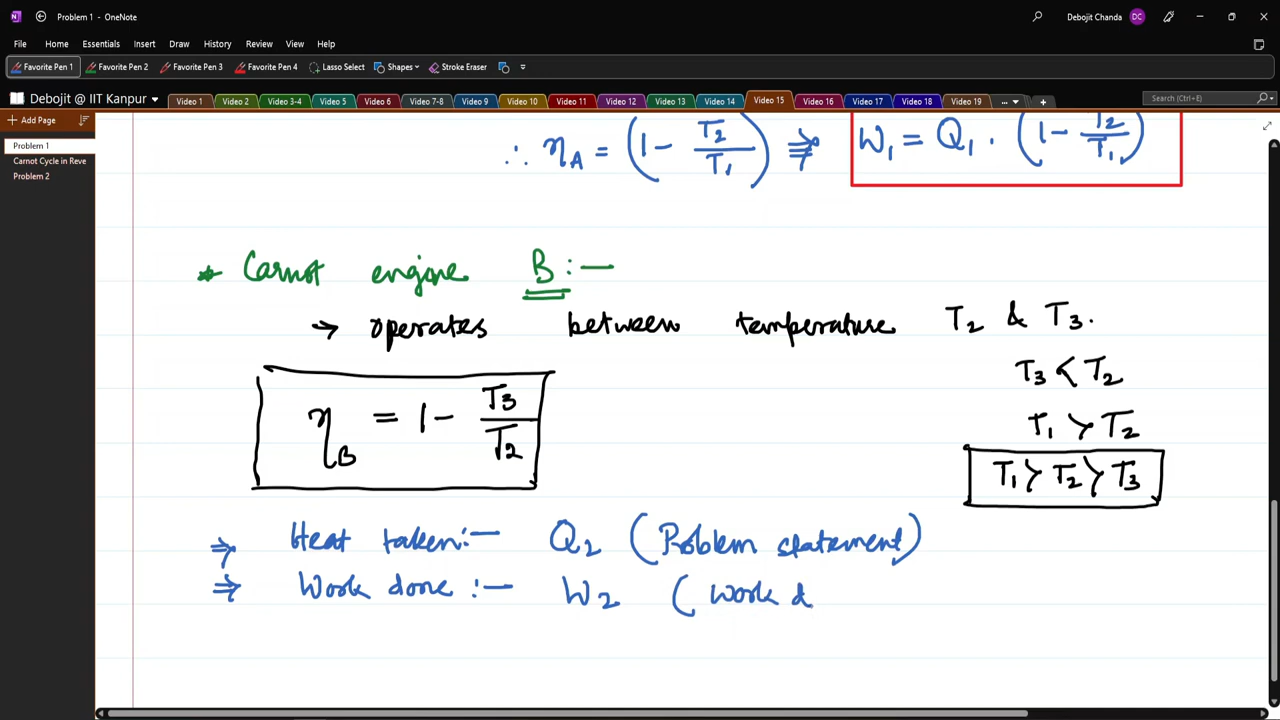 Problem 1 - OneNote
Debojit Chanda DC
File Home Essentials Insert Draw History Review View Help
Favorite Pen 1 Favorite Pen 2 Favorite Pen 3 Favorite Pen 4 Lasso Select Shapes Stroke Eraser
Debojit @ IIT Kanpur Video 1 Video 2 Video 3-4 Video 5 Video 6 Video 7-8 Video 9 Video 10 Video 11 Video 12 Video 13 Video 14 Video 15 Video 16 Video 17 Video 18 Video 19 ... + Search (Ctrl+E)
+ Add Page
Problem 1
Carnot Cycle in Reve
Problem 2
∴ η_A = (1 - T₂/T₁) ⇒ W₁ = Q₁ · (1 - T₂/T₁)
* Carnot engine B :—
→ operates between temperature T₂ & T₃.
T₃ < T₂
η_B = 1 - T₃/T₂
T₁ > T₂
T₁ > T₂ > T₃
⇒ Heat taken :— Q₂ (Problem statement)
⇒ Work done :— W₂ (Work d